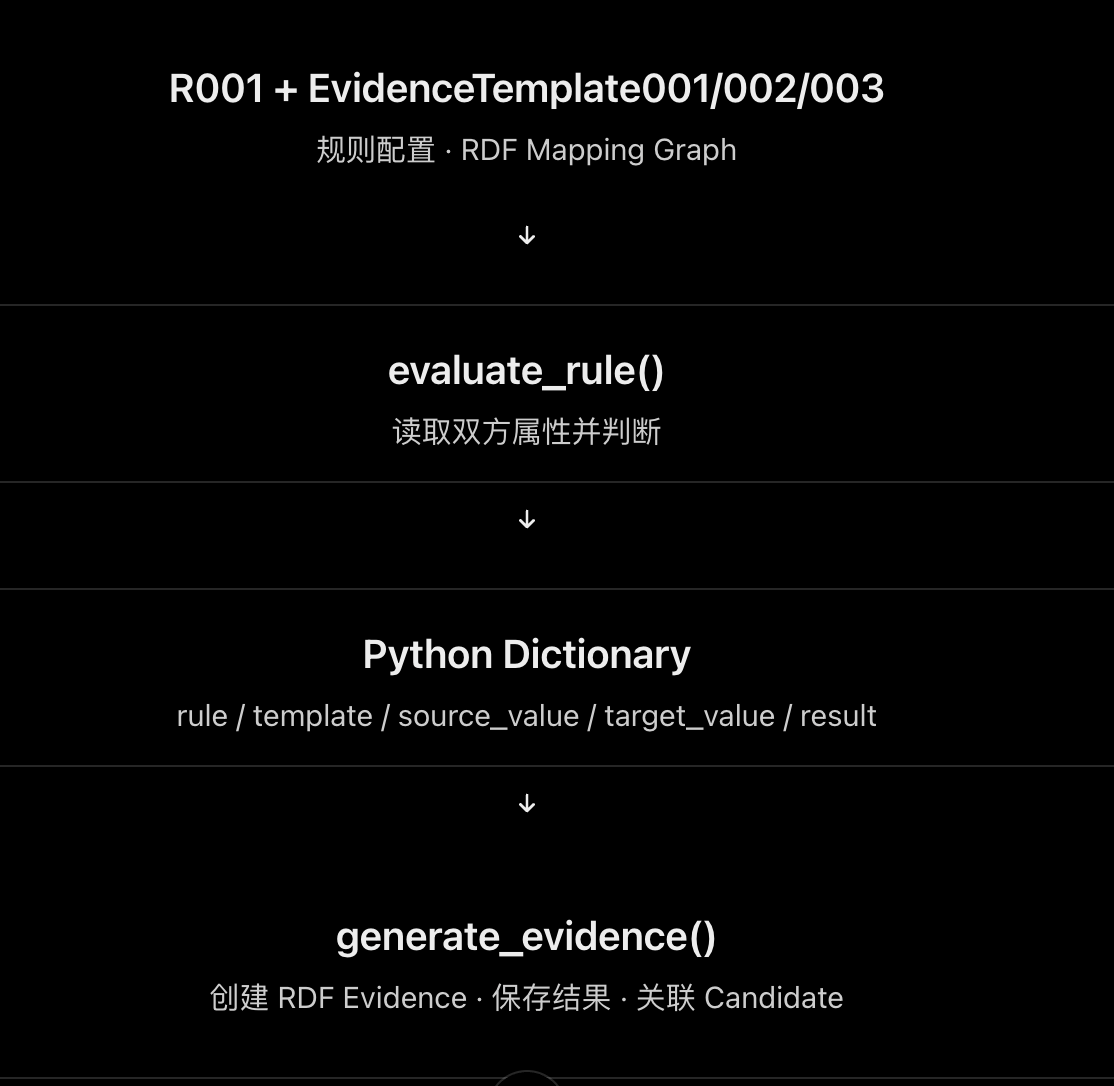 R001 + EvidenceTemplate001/002/003
规则配置 · RDF Mapping Graph
↓
evaluate_rule()
读取双方属性并判断
↓
Python Dictionary
rule / template / source_value / target_value / result
↓
generate_evidence()
创建 RDF Evidence · 保存结果 · 关联 Candidate